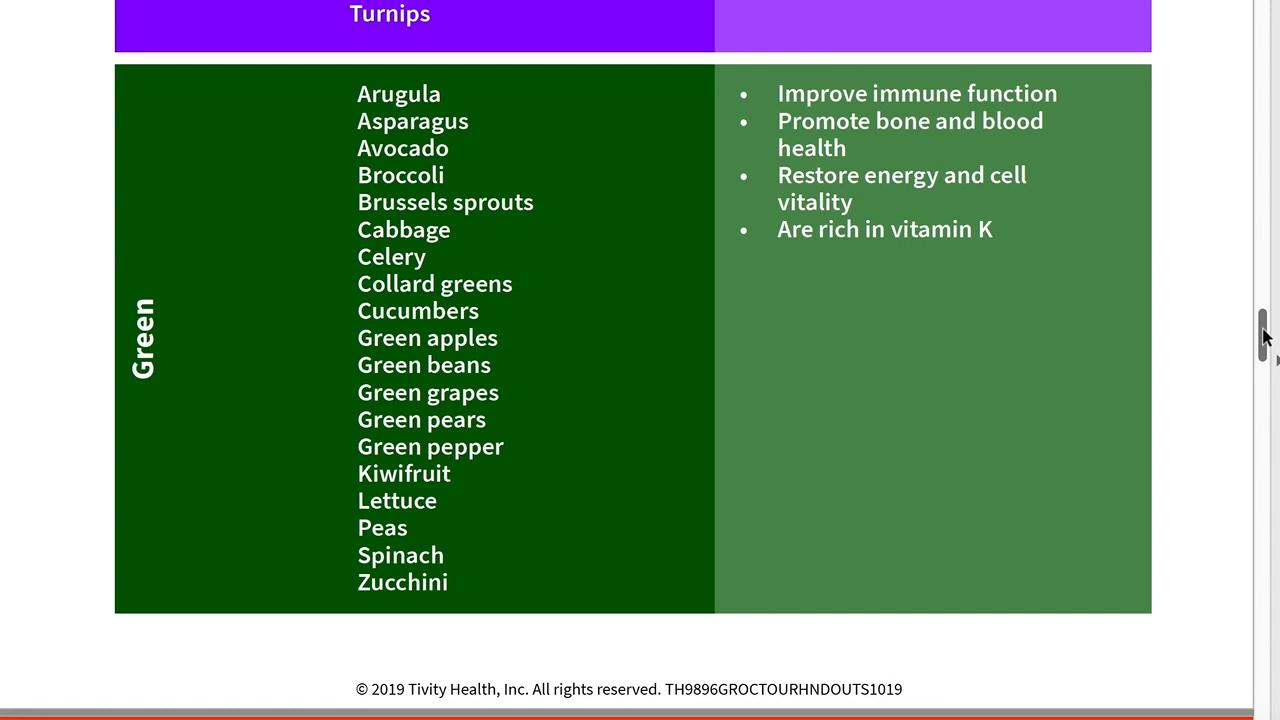 Turnips
Green
Arugula
Asparagus
Avocado
Broccoli
Brussels sprouts
Cabbage
Celery
Collard greens
Cucumbers
Green apples
Green beans
Green grapes
Green pears
Green pepper
Kiwifruit
Lettuce
Peas
Spinach
Zucchini
• Improve immune function
• Promote bone and blood
health
• Restore energy and cell
vitality
• Are rich in vitamin K
© 2019 Tivity Health, Inc. All rights reserved. TH9896GROCTOURHNDOUTS1019